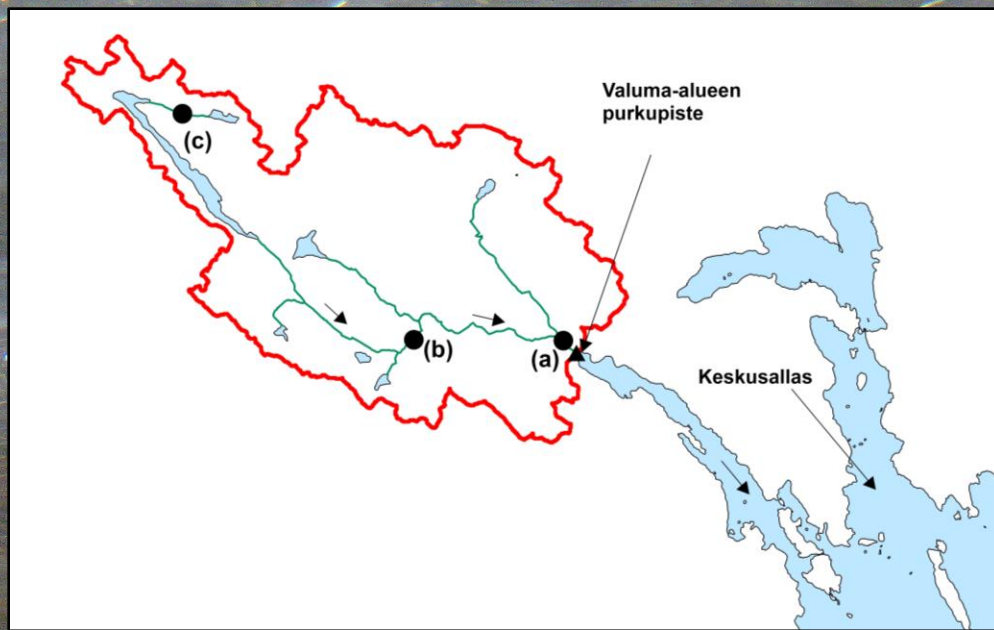 Valuma-alueen
purkupiste
(c)
(b)
(a)
Keskusallas